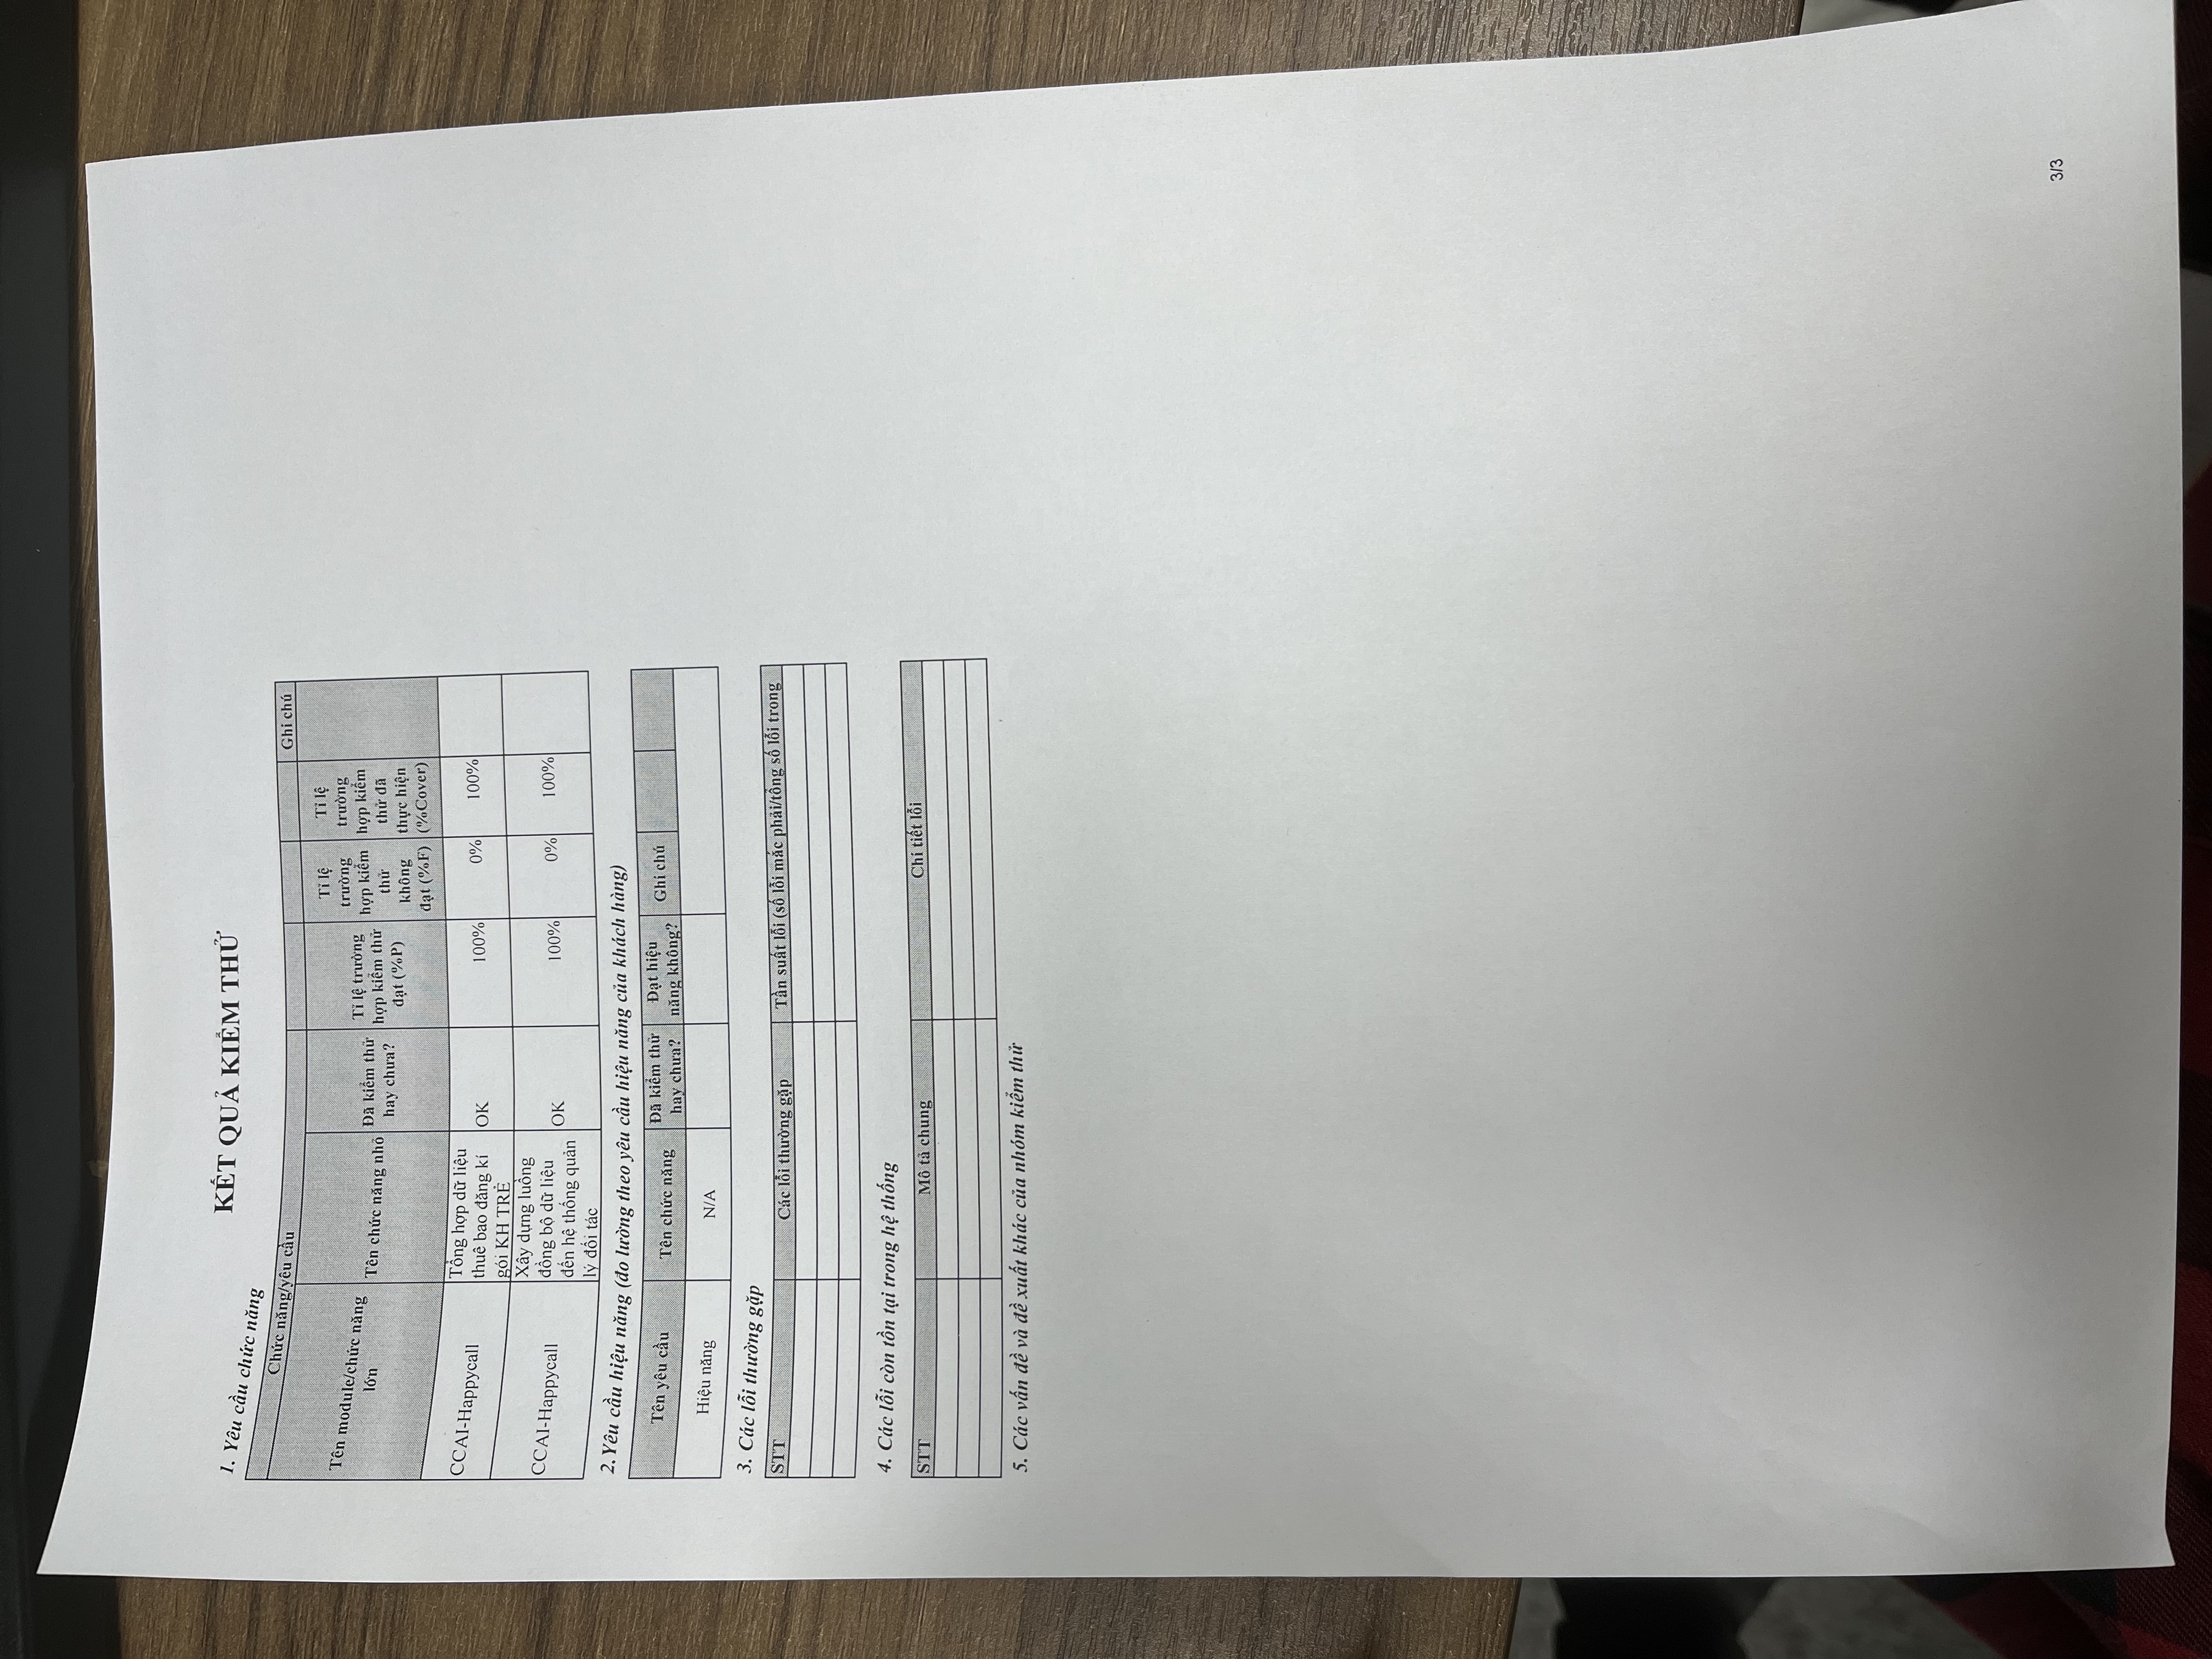 KẾT QUẢ KIỂM THỬ
1. Yêu cầu chức năng
Chức năng/yêu cầu
Ghi chú
Tên module/chức năng
lớn
Tên chức năng nhỏ
Đã kiểm thử
hay chưa?
Tỉ lệ trường
hợp kiểm thử
đạt (%P)
Tỉ lệ
trường
hợp kiểm
thử
không
đạt (%F)
Tỉ lệ
trường
hợp kiểm
thử đã
thực hiện
(%Cover)
CCAI-Happycall
Tổng hợp dữ liệu
thuê bao đăng kí
gói KH TRẺ
OK
100%
0%
100%
CCAI-Happycall
Xây dựng luồng
đồng bộ dữ liệu
đến hệ thống quản
lý đối tác
OK
100%
0%
100%
2. Yêu cầu hiệu năng (đo lường theo yêu cầu hiệu năng của khách hàng)
Tên yêu cầu
Tên chức năng
Đã kiểm thử
hay chưa?
Đạt hiệu
năng không?
Ghi chú
Hiệu năng
N/A
3. Các lỗi thường gặp
STT
Các lỗi thường gặp
Tần suất lỗi (số lỗi mắc phải/tổng số lỗi trong
4. Các lỗi còn tồn tại trong hệ thống
STT
Mô tả chung
Chi tiết lỗi
5. Các vấn đề và đề xuất khác của nhóm kiểm thử
3/3